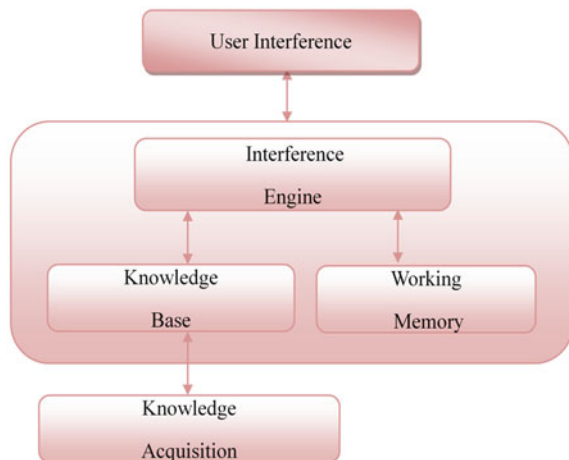 User Interference
Interference
Engine
Knowledge
Base
Working
Memory
Knowledge
Acquisition